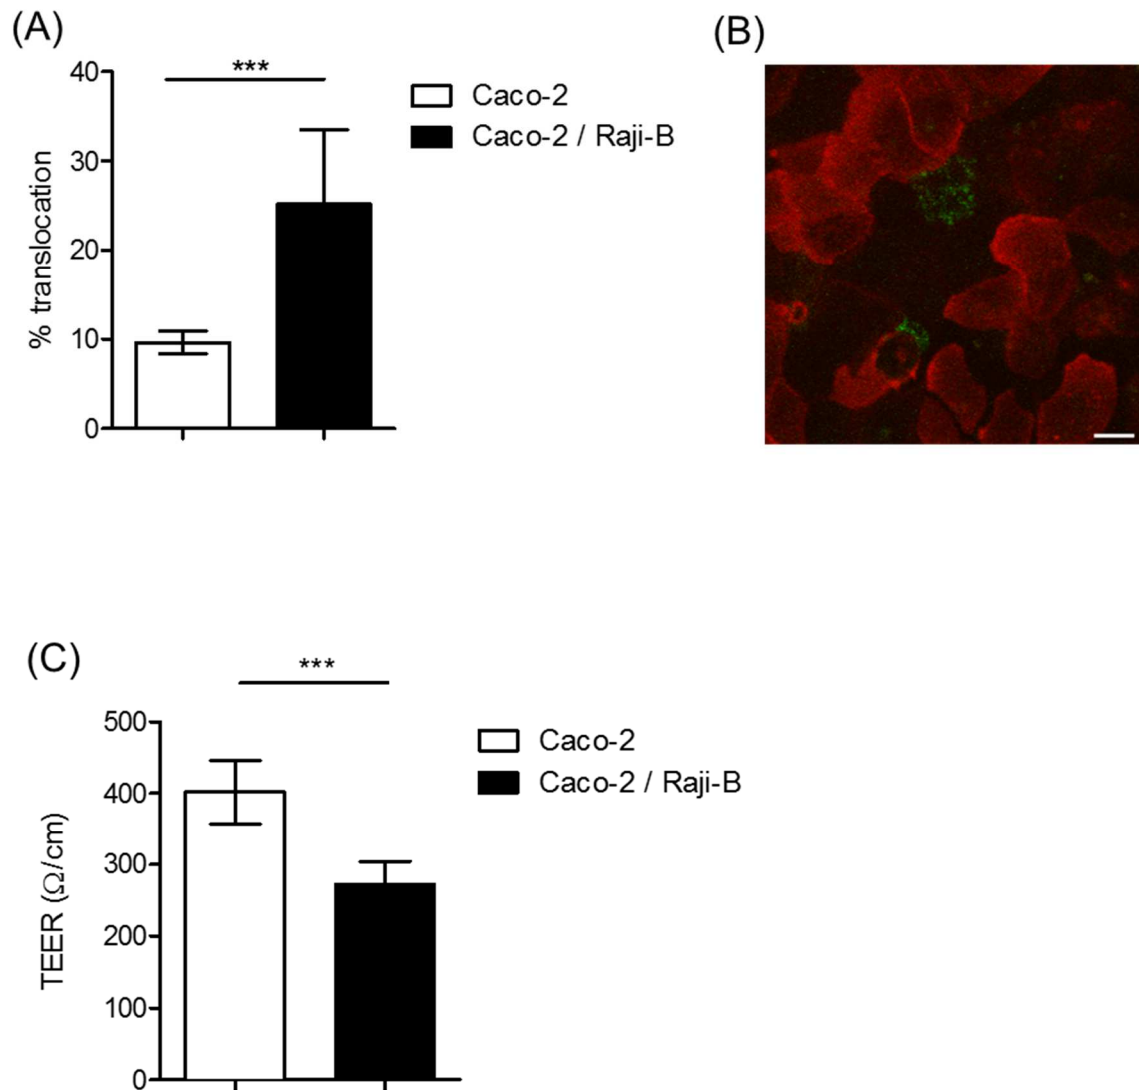 (A)
% translocation
40
30
20
10
0
***
Caco-2
Caco-2 / Raji-B
(B)
(C)
TEER (Ω/cm)
500
400
300
200
100
0
***
Caco-2
Caco-2 / Raji-B